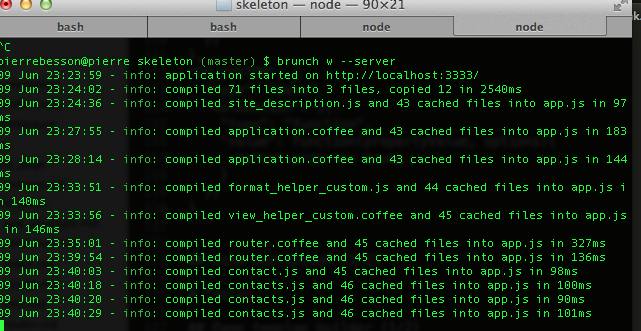 skeleton — node — 90×21
bash bash node node
^C
pierrebesson@pierre skeleton (master) $ brunch w --server
09 Jun 23:23:59 - info: application started on http://localhost:3333/
09 Jun 23:24:02 - info: compiled 71 files into 3 files, copied 12 in 2540ms
09 Jun 23:24:36 - info: compiled site_description.js and 43 cached files into app.js in 97
ms
09 Jun 23:27:55 - info: compiled application.coffee and 43 cached files into app.js in 183
ms
09 Jun 23:28:14 - info: compiled application.coffee and 43 cached files into app.js in 144
ms
09 Jun 23:33:51 - info: compiled format_helper_custom.js and 44 cached files into app.js i
n 140ms
09 Jun 23:33:56 - info: compiled view_helper_custom.coffee and 45 cached files into app.js
in 146ms
09 Jun 23:35:01 - info: compiled router.coffee and 45 cached files into app.js in 327ms
09 Jun 23:39:54 - info: compiled router.coffee and 45 cached files into app.js in 136ms
09 Jun 23:40:03 - info: compiled contact.js and 45 cached files into app.js in 98ms
09 Jun 23:40:18 - info: compiled contacts.js and 46 cached files into app.js in 100ms
09 Jun 23:40:20 - info: compiled contacts.js and 46 cached files into app.js in 90ms
09 Jun 23:40:29 - info: compiled contacts.js and 46 cached files into app.js in 101ms